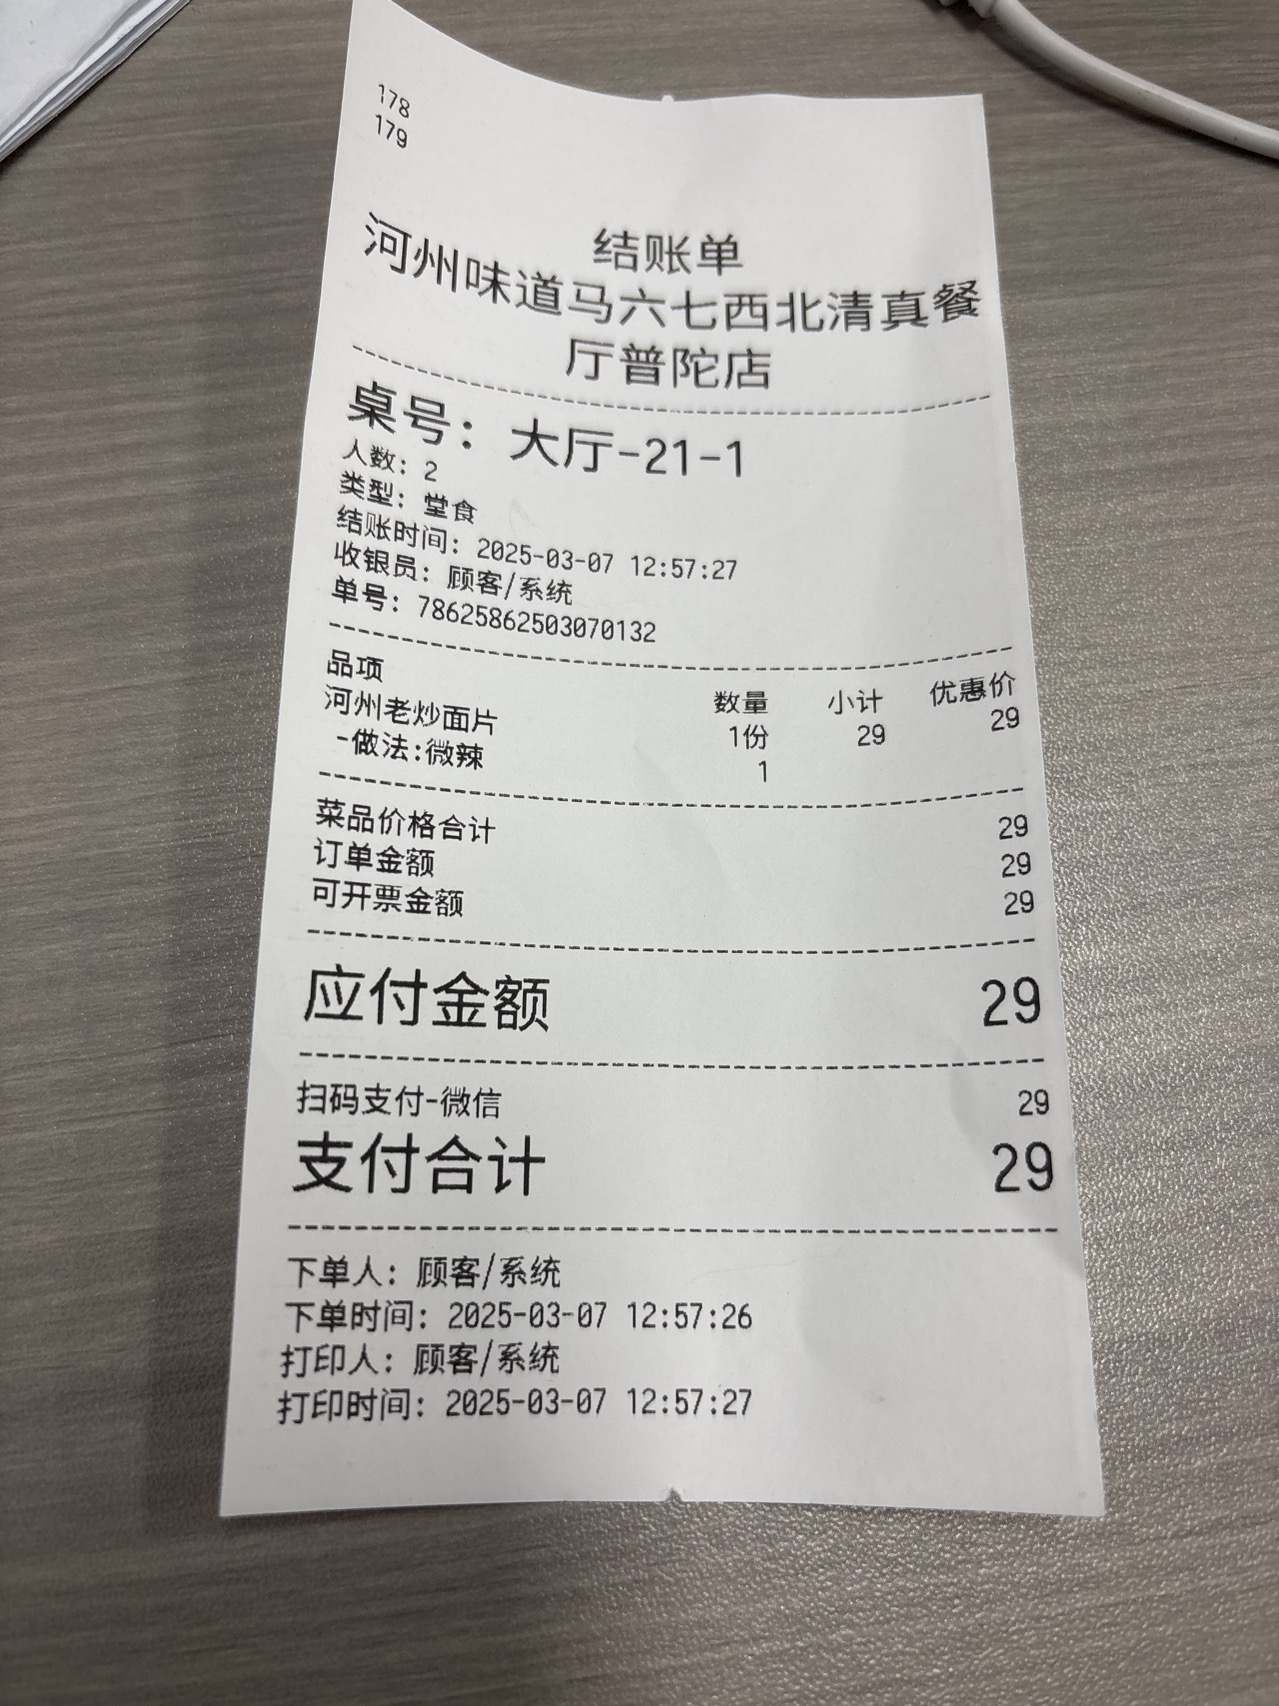 178
179
结账单
河州味道马六七西北清真餐
厅普陀店
桌号：大厅-21-1
人数：2
类型：堂食
结账时间：2025-03-07 12:57:27
收银员：顾客/系统
单号：78625862503070132
品项 数量 小计 优惠价
河州老炒面片 1份 29 29
-做法:微辣 1
菜品价格合计 29
订单金额 29
可开票金额 29
应付金额 29
扫码支付-微信 29
支付合计 29
下单人：顾客/系统
下单时间：2025-03-07 12:57:26
打印人：顾客/系统
打印时间：2025-03-07 12:57:27